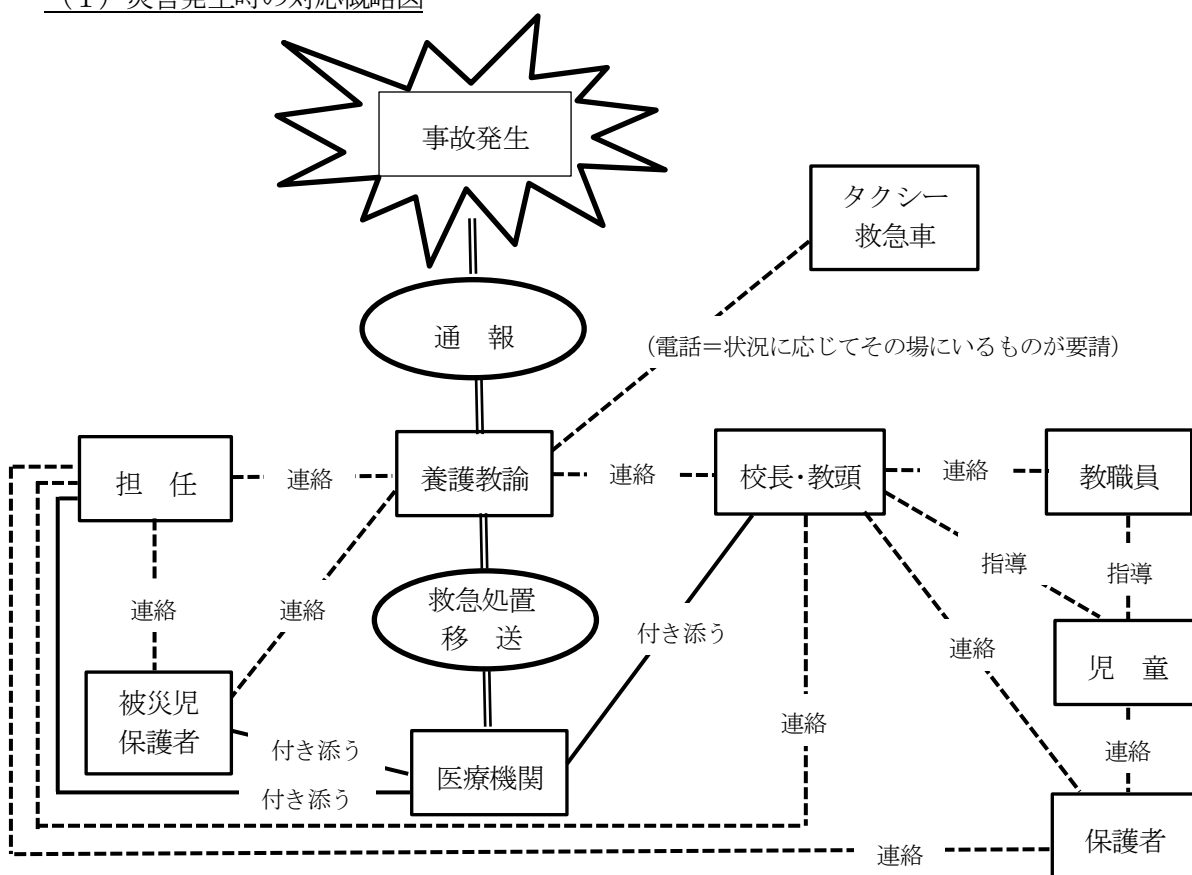 （１）災害発生時の対応概略図
事故発生
タクシー
救急車
通　報
（電話＝状況に応じてその場にいるものが要請）
担　任
連絡
養護教諭
連絡
校長・教頭
連絡
教職員
指導
指導
連絡
連絡
救急処置
移　送
付き添う
連絡
児　童
被災児
保護者
連絡
付き添う
医療機関
連絡
付き添う
連絡
保護者